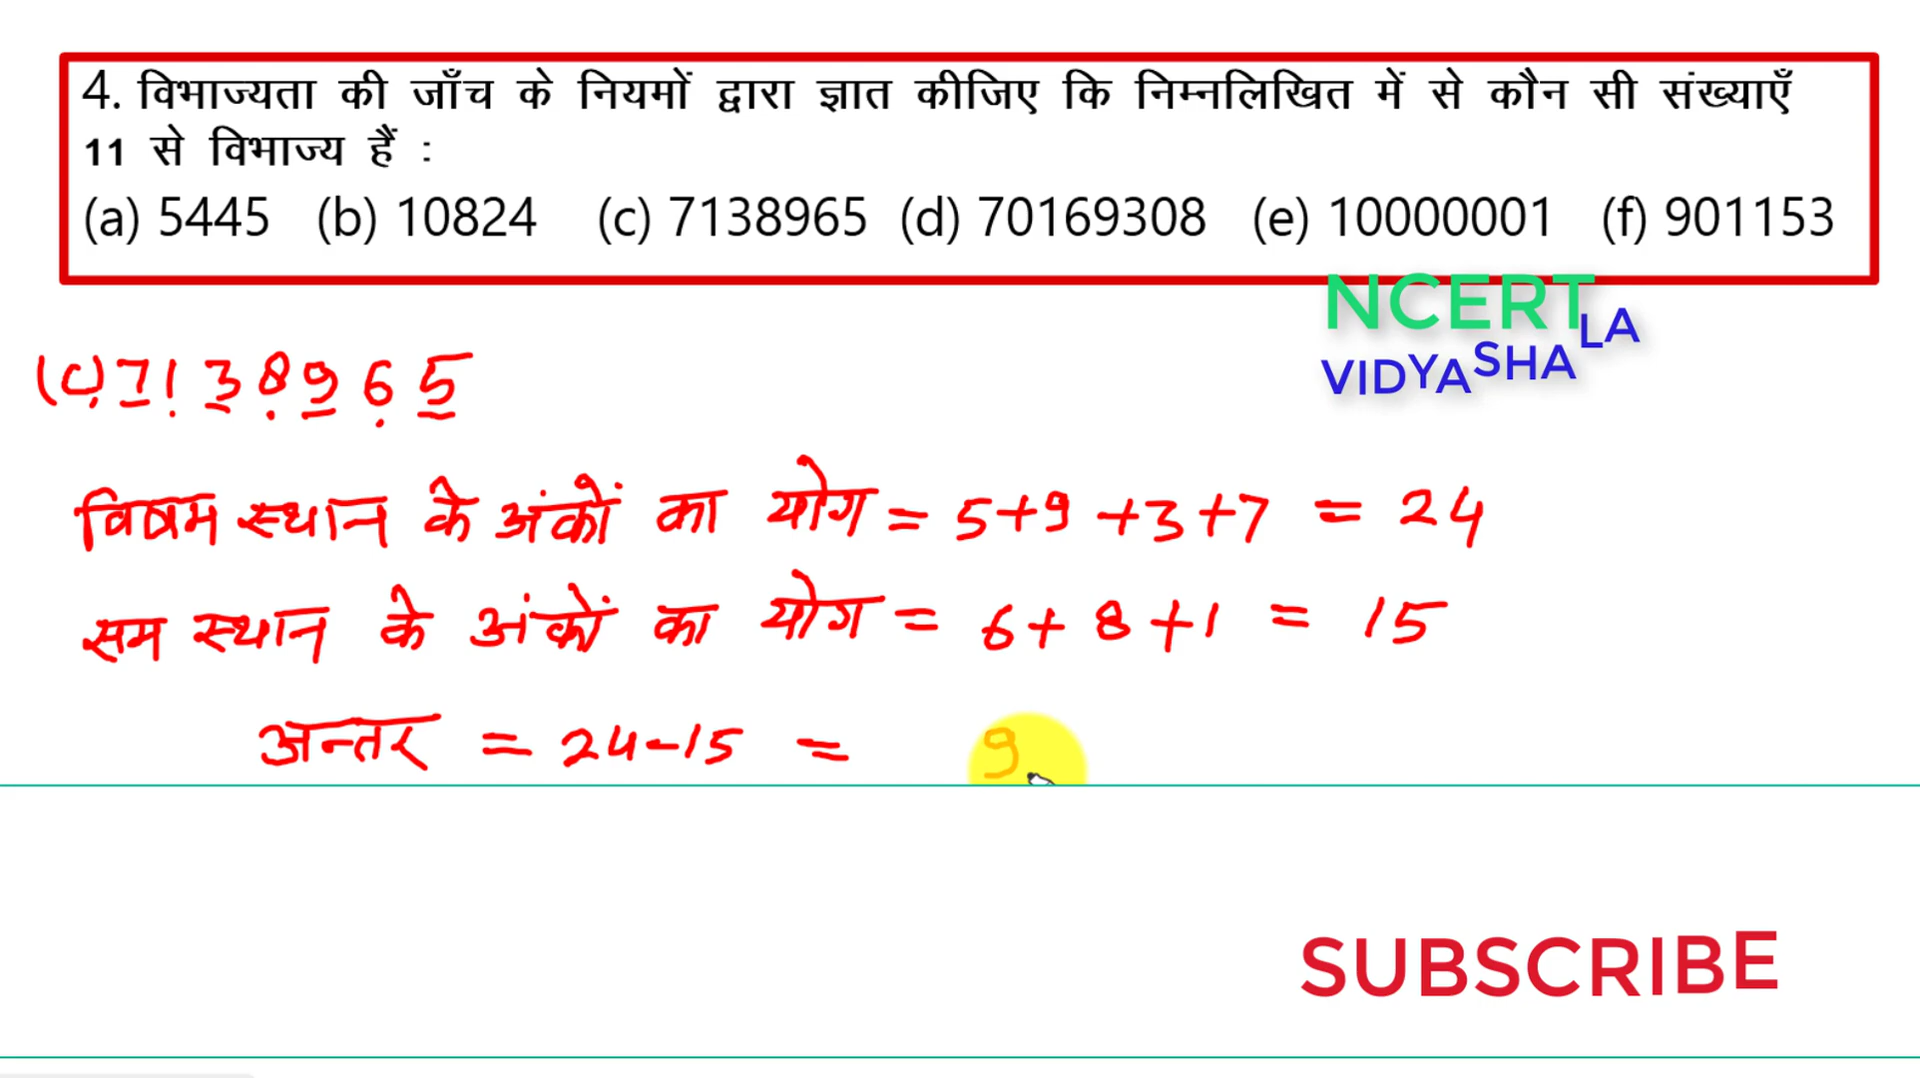 4. विभाज्यता की जाँच के नियमों द्वारा ज्ञात कीजिए कि निम्नलिखित में से कौन सी संख्याएँ
11 से विभाज्य हैं :
(a) 5445 (b) 10824 (c) 7138965 (d) 70169308 (e) 10000001 (f) 901153
NCERT
VIDYASHALA
(c) 7138965
विषम स्थान के अंकों का योग = 5+9+3+7 = 24
सम स्थान के अंकों का योग = 6+8+1 = 15
अन्तर = 24-15 = 9
SUBSCRIBE